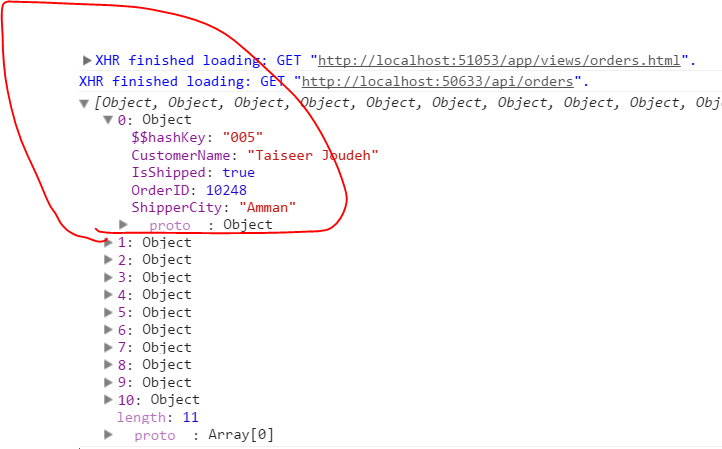 XHR finished loading: GET "http://localhost:51053/app/views/orders.html".
XHR finished loading: GET "http://localhost:50633/api/orders".
[Object, Object, Object, Object, Object, Object, Object, Object, Object, Ob
0: Object
$$hashKey: "005"
CustomerName: "Taiseer Joudeh"
IsShipped: true
OrderID: 10248
ShipperCity: "Amman"
proto : Object
1: Object
2: Object
3: Object
4: Object
5: Object
6: Object
7: Object
8: Object
9: Object
10: Object
length: 11
proto : Array[0]